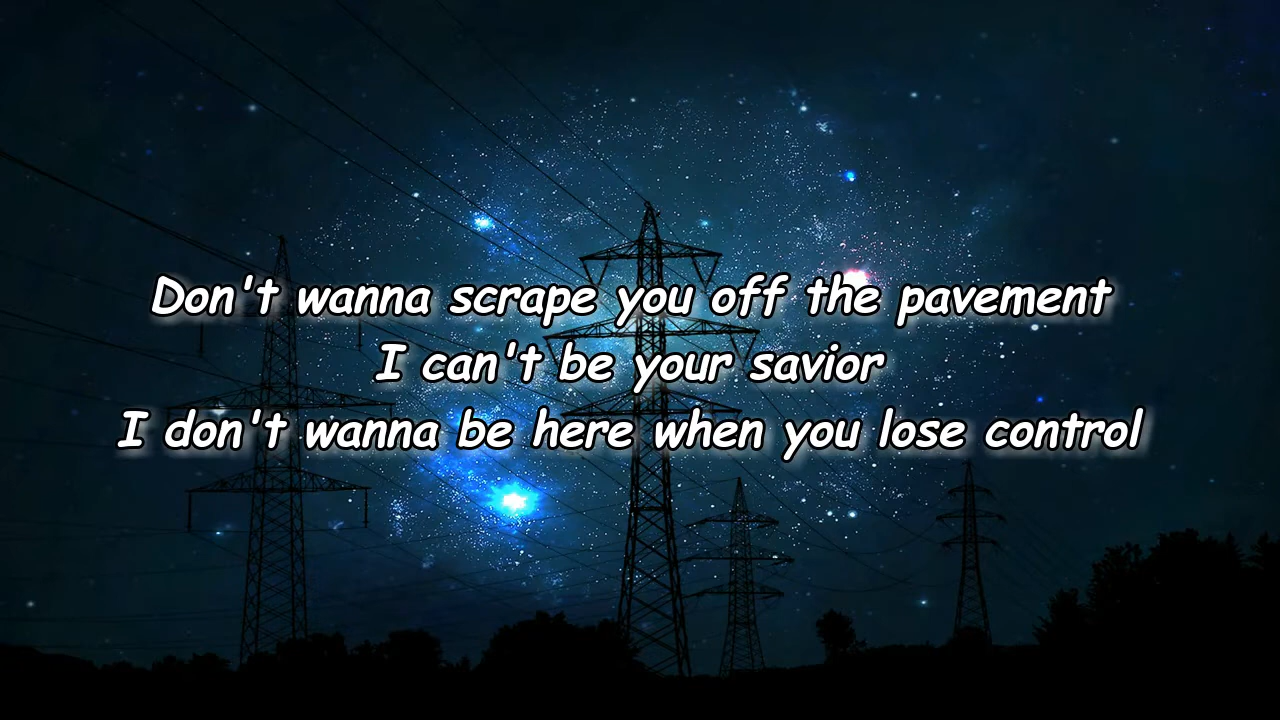 Don't wanna scrape you off the pavement
I can't be your savior
I don't wanna be here when you lose control